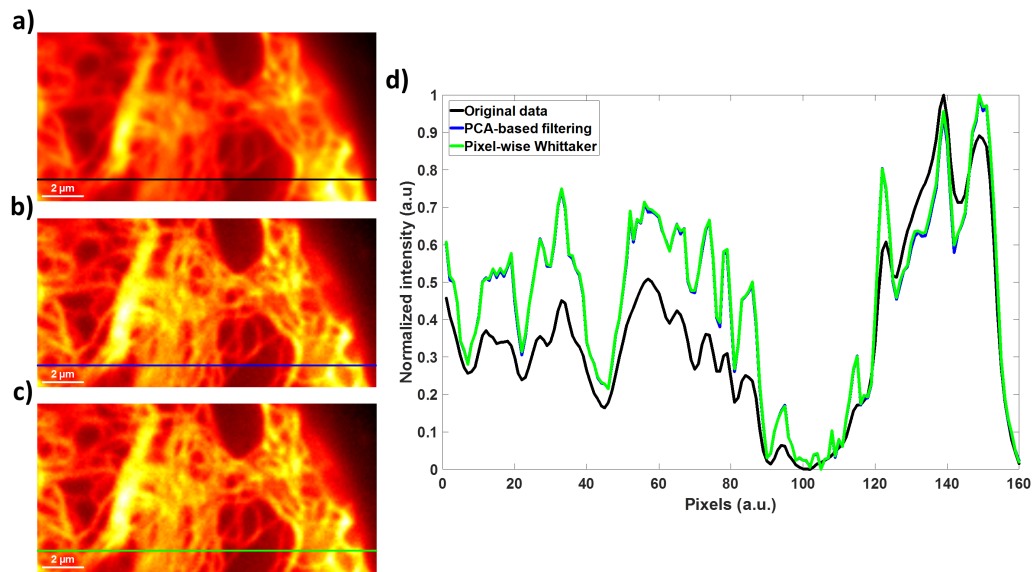 a)
2 µm
b)
2 µm
c)
2 µm
d)
Normalized intensity (a.u)
1
0.9
0.8
0.7
0.6
0.5
0.4
0.3
0.2
0.1
0
Original data
PCA-based filtering
Pixel-wise Whittaker
0 20 40 60 80 100 120 140 160
Pixels (a.u.)